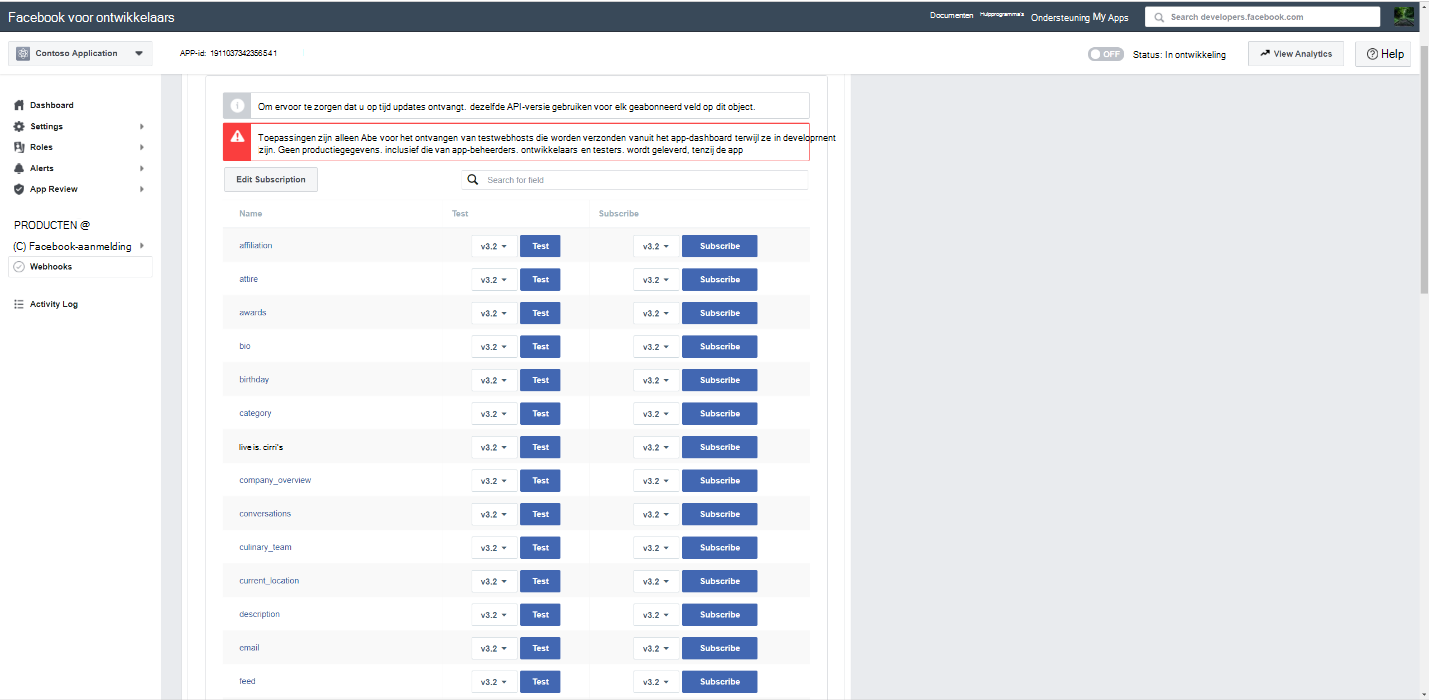 Facebook voor ontwikkelaars
Documenten Hulpprogramma's Ondersteuning My Apps Search developers.facebook.com
Contoso Application APP-id: 1911037342356541 OFF Status: In ontwikkeling View Analytics Help
Dashboard
Settings
Roles
Alerts
App Review
PRODUCTEN @
(C) Facebook-aanmelding
Webhooks
Activity Log
Om ervoor te zorgen dat u op tijd updates ontvangt. dezelfde API-versie gebruiken voor elk geabonneerd veld op dit object.
Toepassingen zijn alleen Abe voor het ontvangen van testwebhosts die worden verzonden vanuit het app-dashboard terwijl ze in development
zijn. Geen productiegegevens. inclusief die van app-beheerders. ontwikkelaars en testers. wordt geleverd, tenzij de app
Edit Subscription Search for field
Name Test Subscribe
affiliation v3.2 Test v3.2 Subscribe
attire v3.2 Test v3.2 Subscribe
awards v3.2 Test v3.2 Subscribe
bio v3.2 Test v3.2 Subscribe
birthday v3.2 Test v3.2 Subscribe
category v3.2 Test v3.2 Subscribe
live is. cirri's v3.2 Test v3.2 Subscribe
company_overview v3.2 Test v3.2 Subscribe
conversations v3.2 Test v3.2 Subscribe
culinary_team v3.2 Test v3.2 Subscribe
current_location v3.2 Test v3.2 Subscribe
description v3.2 Test v3.2 Subscribe
email v3.2 Test v3.2 Subscribe
feed v3.2 Test v3.2 Subscribe